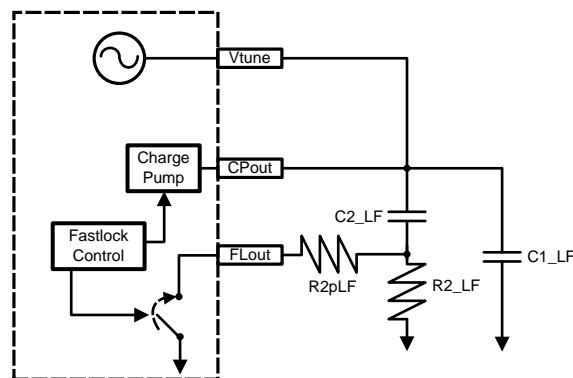 Vtune
Charge
Pump
CPout
C2_LF
Fastlock
Control
FLout
R2pLF
R2_LF
C1_LF